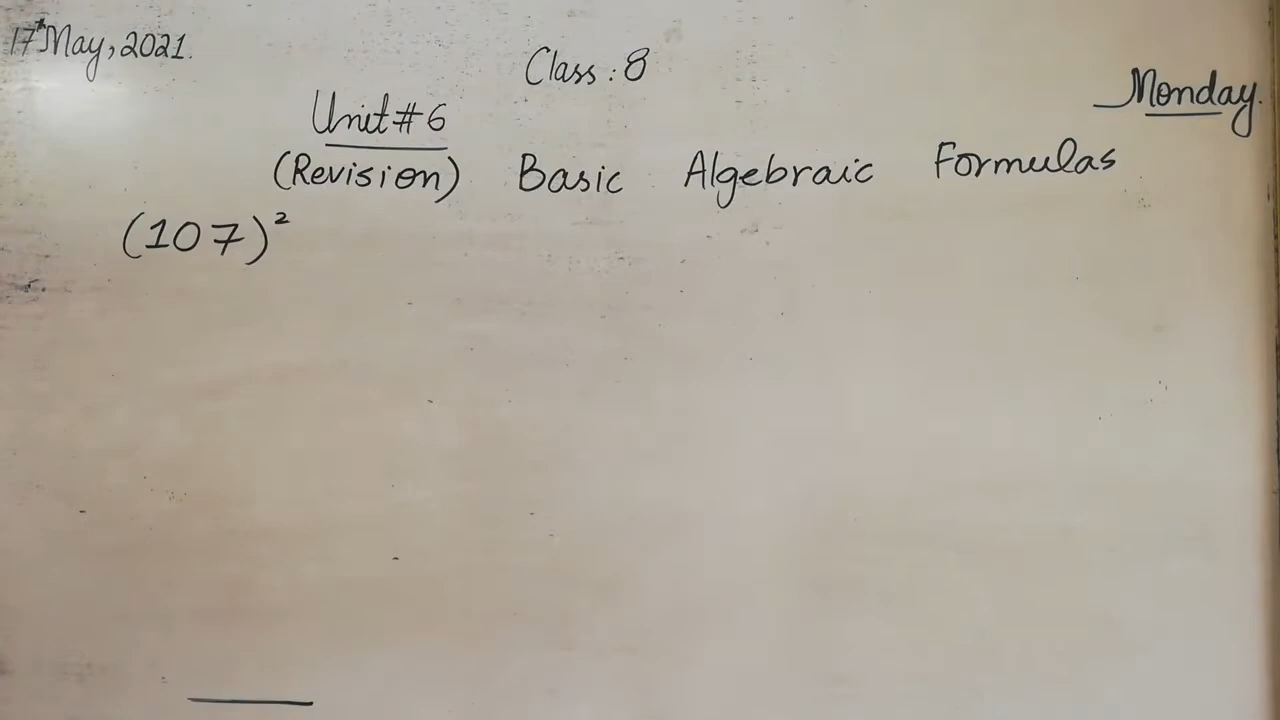 17th May, 2021.
Class : 8
Monday.
Unit # 6
(Revision) Basic Algebraic Formulas
(107)²